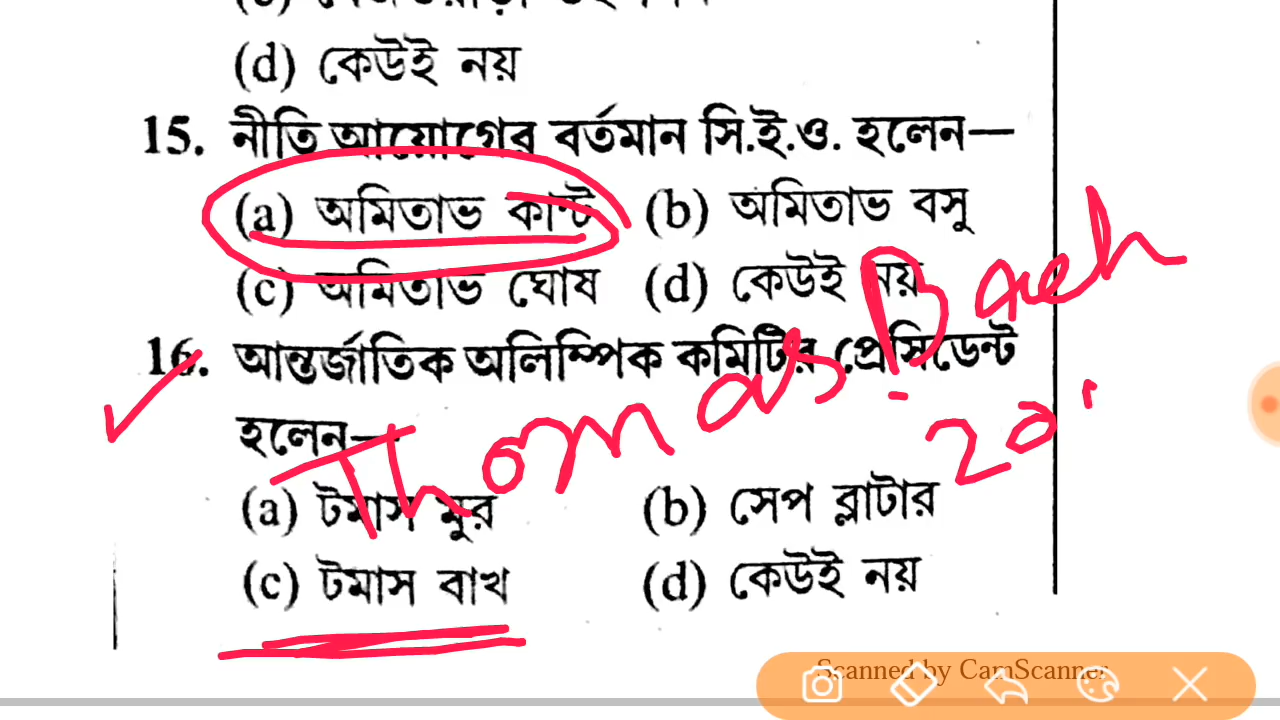 (d) কেউই নয়
15. নীতি আয়োগের বর্তমান সি.ই.ও. হলেন—
(a) অমিতাভ কান্ট (b) অমিতাভ বসু
(c) অমিতাভ ঘোষ (d) কেউই নয়
16. আন্তর্জাতিক অলিম্পিক কমিটির প্রেসিডেন্ট
হলেন—
Thomas Bach
(a) টমাস মুর (b) সেপ ব্লাটার
(c) টমাস বাখ (d) কেউই নয়
Scanned by CamScanner